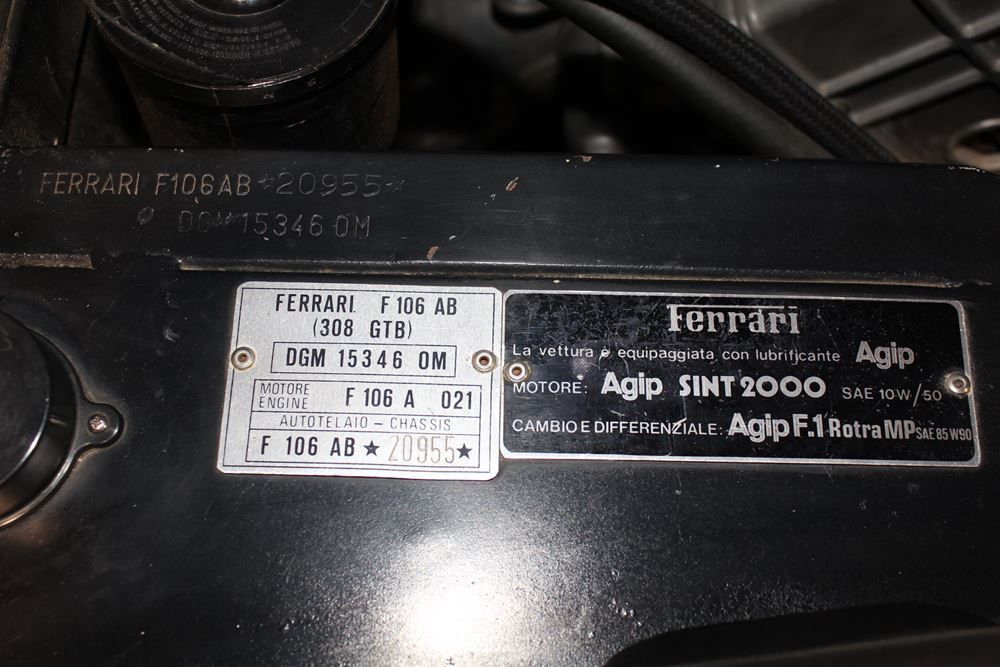 FERRARI F106AB ★20955★
DGM 15346 OM
FERRARI F 106 AB
(308 GTB)
DGM 15346 OM
MOTORE
ENGINE F 106 A 021
AUTOTELAIO - CHASSIS
F 106 AB ★ 20955 ★
Ferrari
La vettura è equipaggiata con lubrificante Agip
MOTORE: Agip SINT 2000 SAE 10W/50
CAMBIO E DIFFERENZIALE: Agip F.1 Rotra MP SAE 85 W90